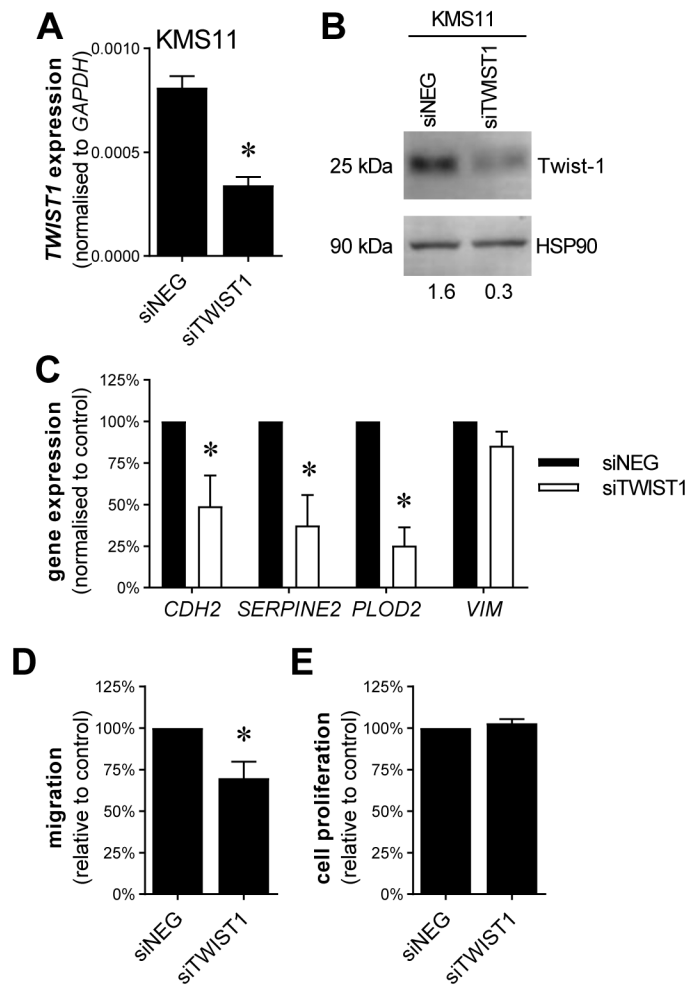 A
KMS11
TWIST1 expression
(normalised to GAPDH)
0.0010
0.0005
0.0000
siNEG
siTWIST1
*
B
KMS11
siNEG
siTWIST1
25 kDa
Twist-1
90 kDa
HSP90
1.6
0.3
C
gene expression
(normalised to control)
125%
100%
75%
50%
25%
0%
*
*
*
CDH2
SERPINE2
PLOD2
VIM
siNEG
siTWIST1
D
migration
(relative to control)
125%
100%
75%
50%
25%
0%
*
siNEG
siTWIST1
E
cell proliferation
(relative to control)
125%
100%
75%
50%
25%
0%
siNEG
siTWIST1